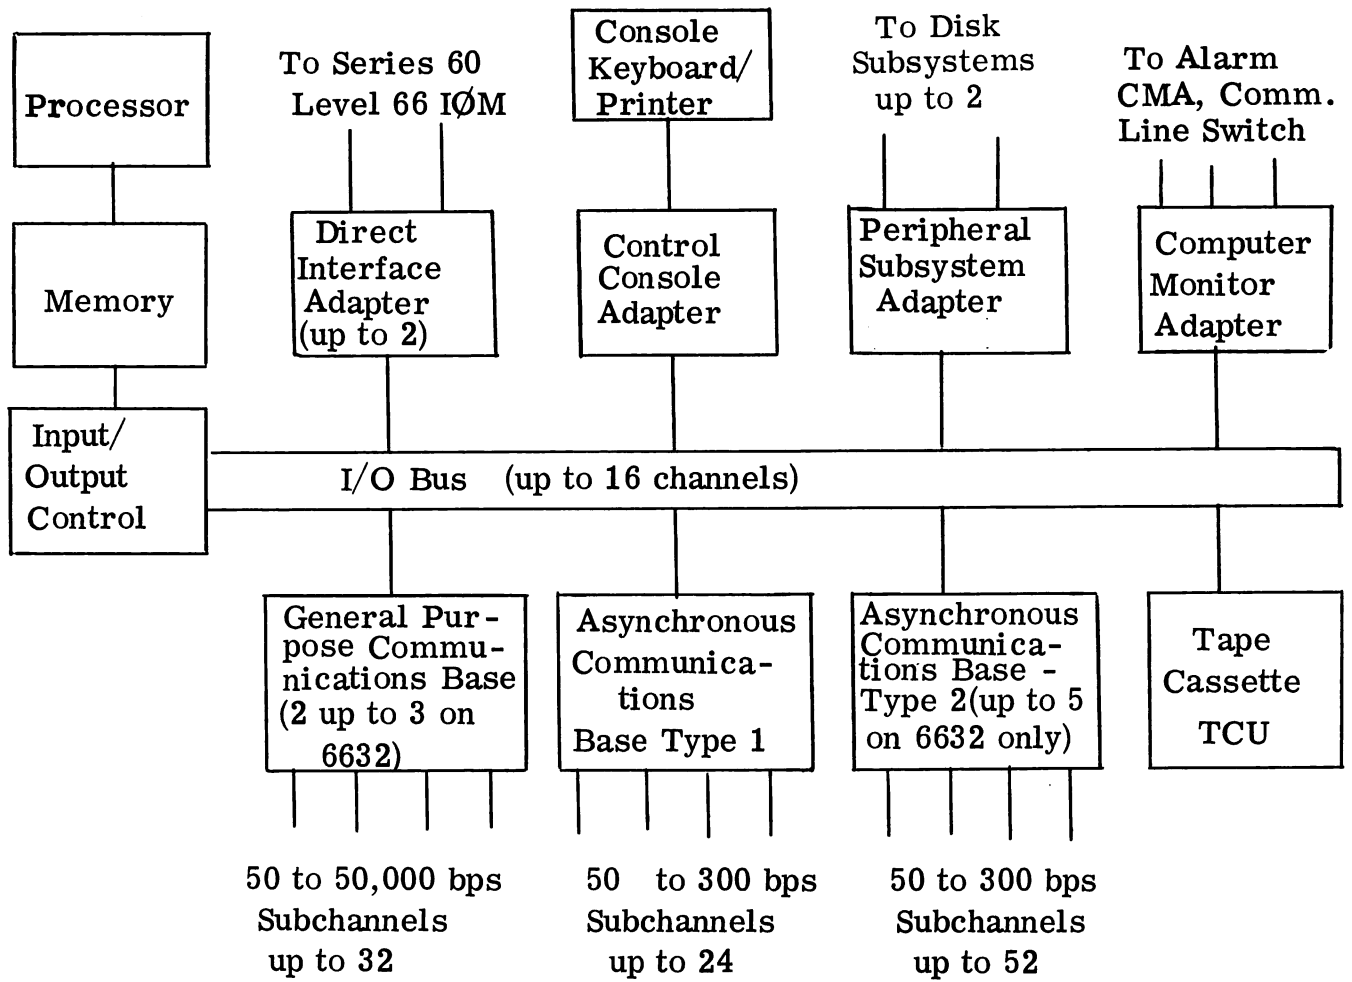 Processor
To Series 60
Level 66 IØM
Console
Keyboard/
Printer
To Disk
Subsystems
up to 2
To Alarm
CMA, Comm.
Line Switch
Memory
Direct
Interface
Adapter
(up to 2)
Control
Console
Adapter
Peripheral
Subsystem
Adapter
Computer
Monitor
Adapter
Input/
Output
Control
I/O Bus (up to 16 channels)
General Pur-
pose Commu-
nications Base
(2 up to 3 on
6632)
Asynchronous
Communica-
tions
Base Type 1
Asynchronous
Communica-
tions Base -
Type 2(up to 5
on 6632 only)
Tape
Cassette
TCU
50 to 50,000 bps
Subchannels
up to 32
50 to 300 bps
Subchannels
up to 24
50 to 300 bps
Subchannels
up to 52